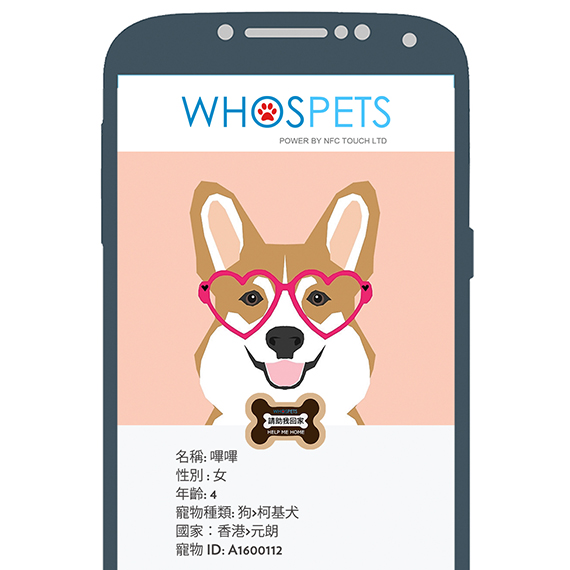 WHOSPETS
POWER BY NFC TOUCH LTD
WHOSPETS
請助我回家
HELP ME HOME
名稱: 嗶嗶
性別 : 女
年齡: 4
寵物種類: 狗>柯基犬
國家：香港>元朗
寵物 ID: A1600112